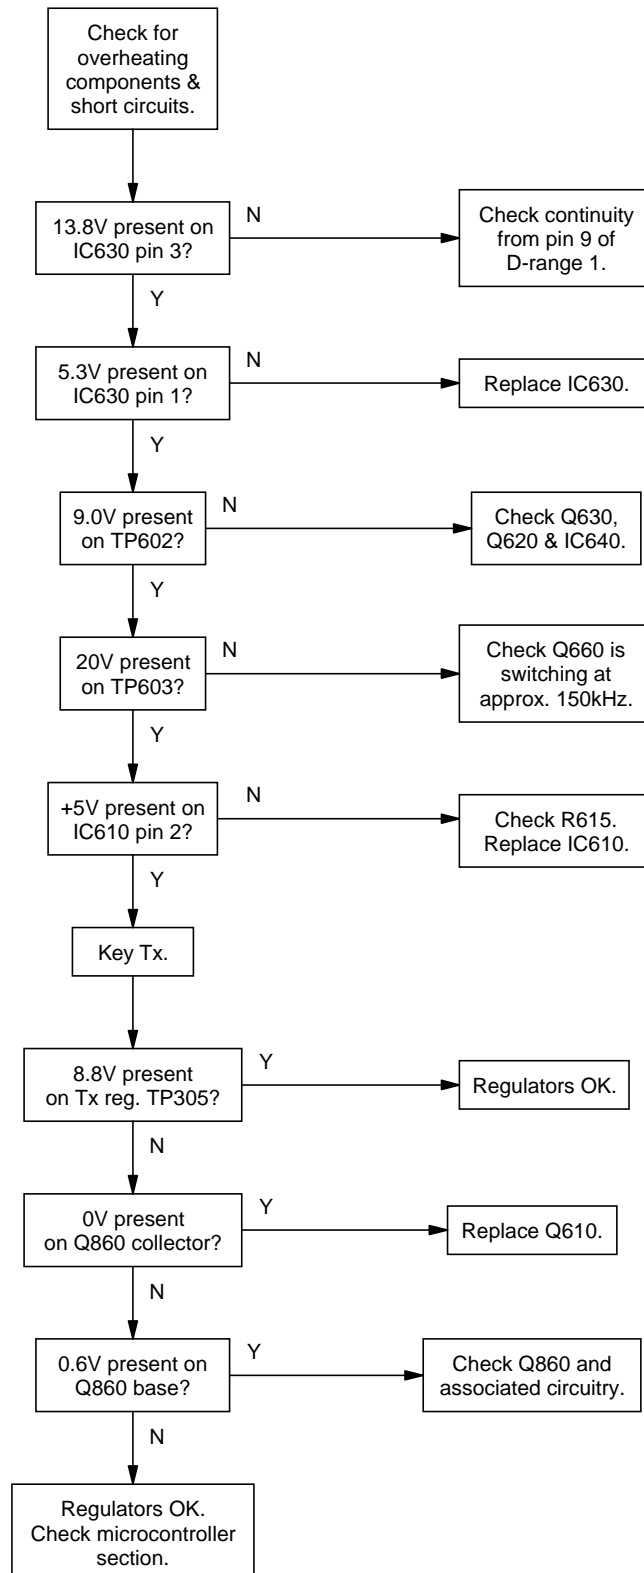 Check for
overheating
components &
short circuits.
13.8V present on
IC630 pin 3?
N
Check continuity
from pin 9 of
D-range 1.
Y
5.3V present on
IC630 pin 1?
N
Replace IC630.
Y
9.0V present
on TP602?
N
Check Q630,
Q620 & IC640.
Y
20V present
on TP603?
N
Check Q660 is
switching at
approx. 150kHz.
Y
+5V present on
IC610 pin 2?
N
Check R615.
Replace IC610.
Y
Key Tx.
8.8V present
on Tx reg. TP305?
Y
Regulators OK.
N
0V present
on Q860 collector?
Y
Replace Q610.
N
0.6V present on
Q860 base?
Y
Check Q860 and
associated circuitry.
N
Regulators OK.
Check microcontroller
section.